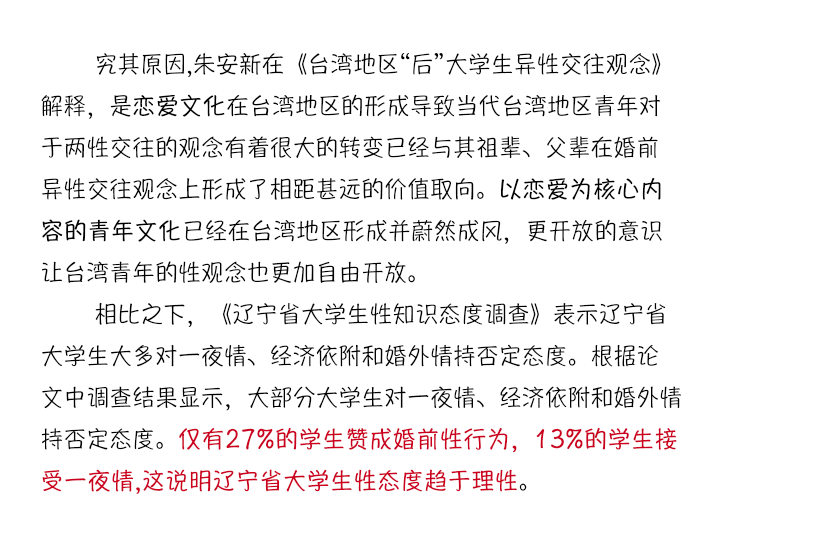 究其原因,朱安新在《台湾地区“后”大学生异性交往观念》
解释，是恋爱文化在台湾地区的形成导致当代台湾地区青年对
于两性交往的观念有着很大的转变已经与其祖辈、父辈在婚前
异性交往观念上形成了相距甚远的价值取向。以恋爱为核心内
容的青年文化已经在台湾地区形成并蔚然成风，更开放的意识
让台湾青年的性观念也更加自由开放。
相比之下，《辽宁省大学生性知识态度调查》表示辽宁省
大学生大多对一夜情、经济依附和婚外情持否定态度。根据论
文中调查结果显示，大部分大学生对一夜情、经济依附和婚外情
持否定态度。仅有27%的学生赞成婚前性行为，13%的学生接
受一夜情,这说明辽宁省大学生性态度趋于理性。